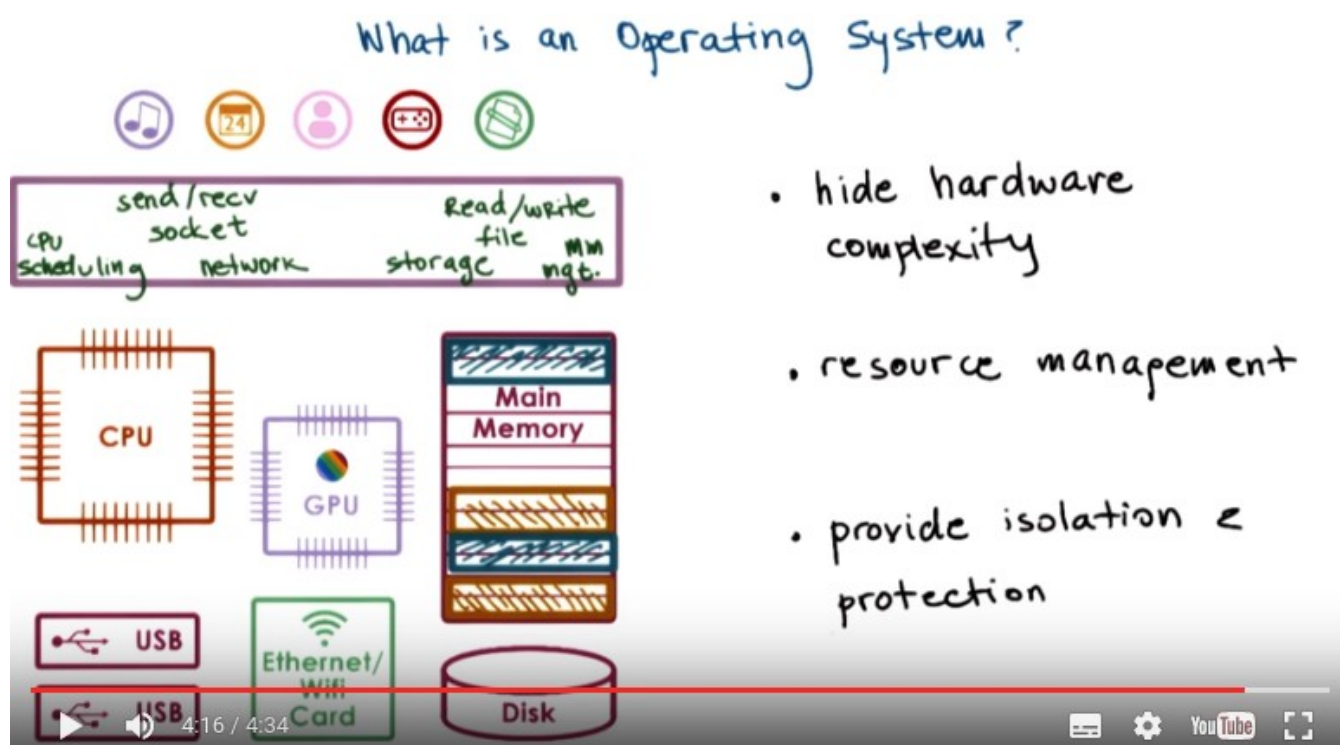 What is an Operating System?
24
send/recv
socket
Read/write
file
CPU
scheduling
network
storage
mm
mgt.
• hide hardware
complexity
• resource management
• provide isolation &
protection
CPU
GPU
Main
Memory
USB
USB
Ethernet/
Wifi
Card
Disk
4:16 / 4:34
YouTube